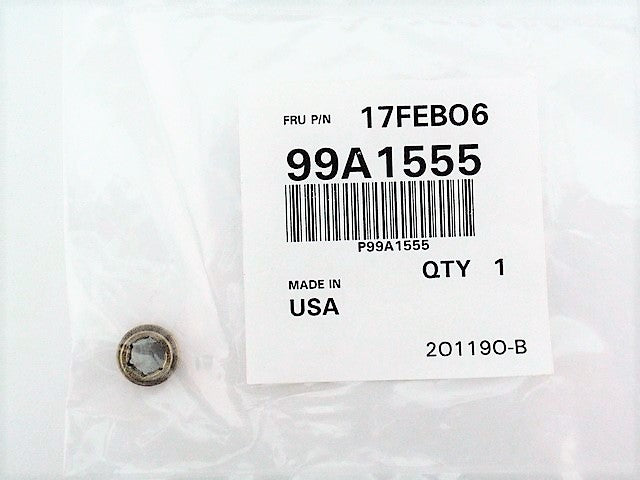 FRU P/N 17FEB06
99A1555
P99A1555
QTY 1
MADE IN
USA
201190-B